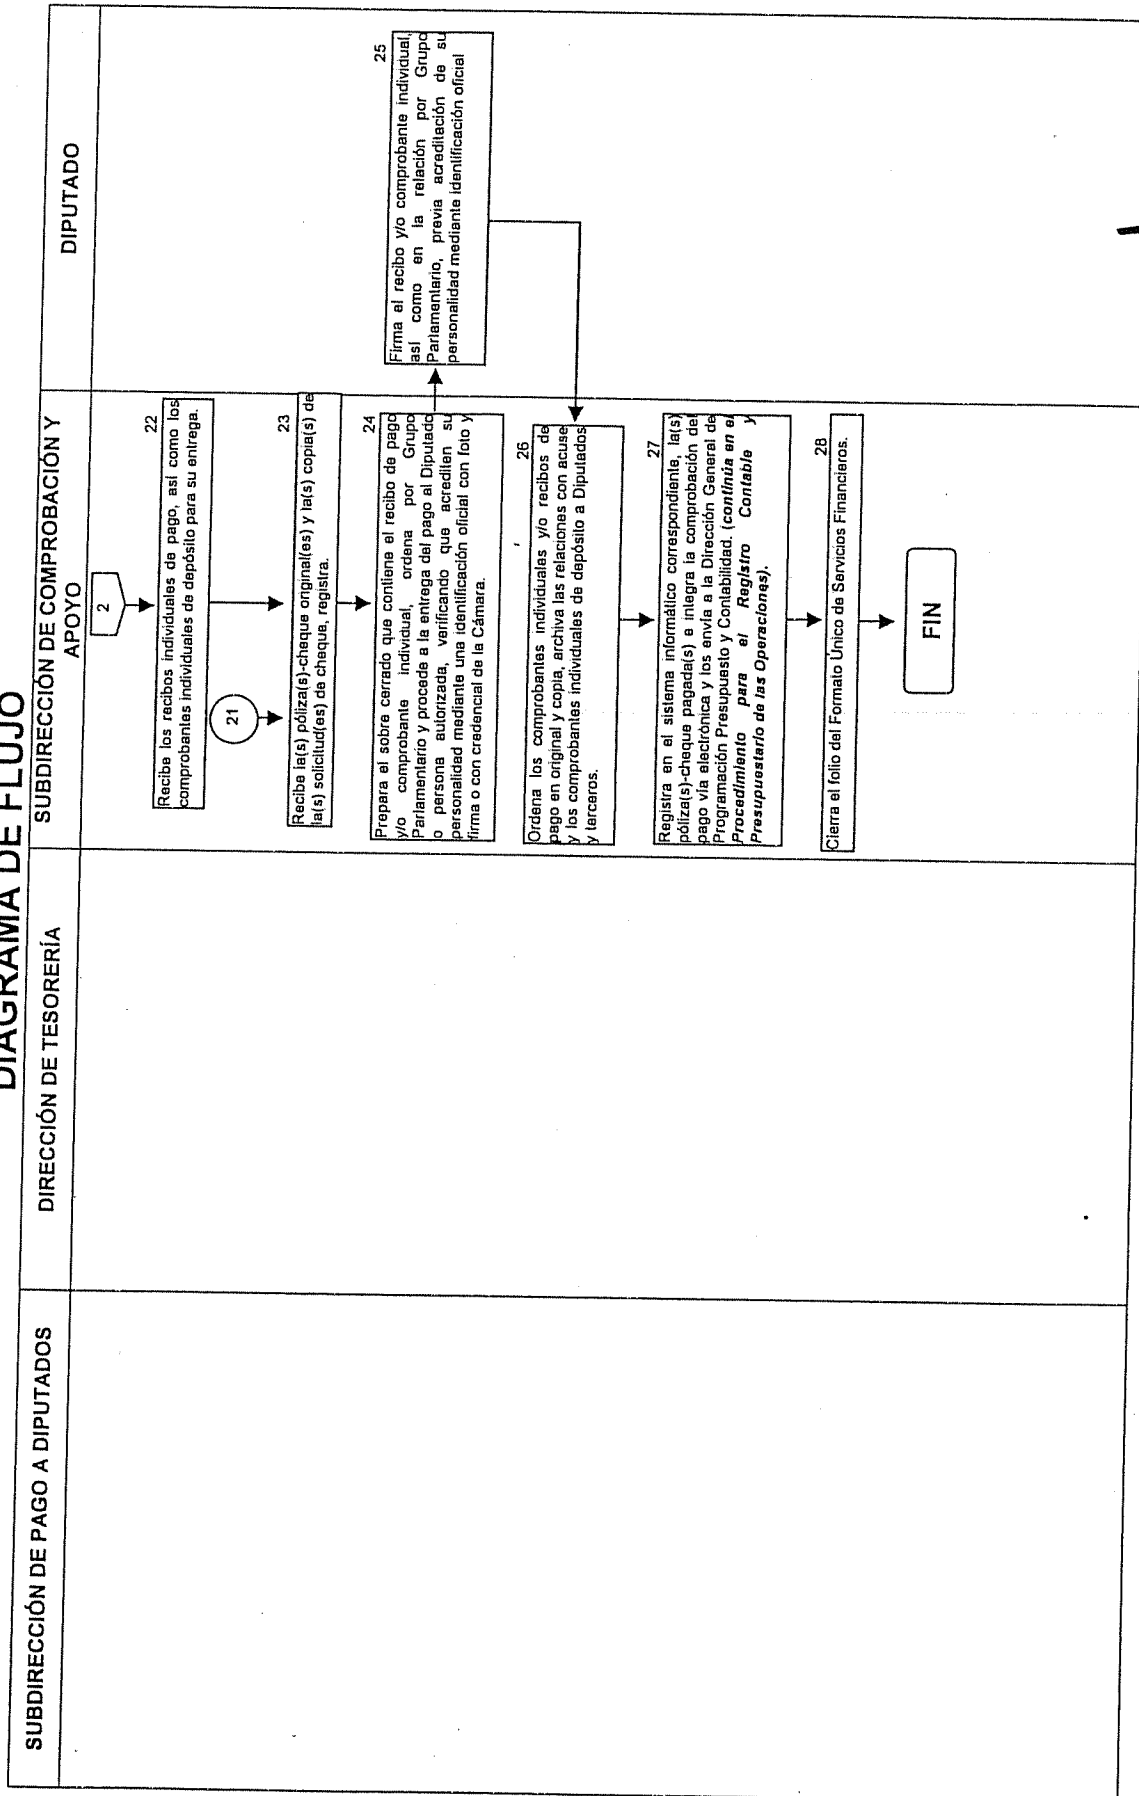 DIAGRAMA DE FLUJO
SUBDIRECCIÓN DE PAGO A DIPUTADOS
DIRECCIÓN DE TESORERÍA
SUBDIRECCIÓN DE COMPROBACIÓN Y
APOYO
DIPUTADO
2
22
Recibe los recibos individuales de pago, así como los
comprobantes individuales de depósito para su entrega.
21
23
Recibe la(s) póliza(s)-cheque original(es) y la(s) copia(s) de
la(s) solicitud(es) de cheque, registra.
24
Prepara el sobre cerrado que contiene el recibo de pago
y/o comprobante individual, ordena por Grupo
Parlamentario y procede a la entrega del pago al Diputado
o persona autorizada, verificando que acrediten su
personalidad mediante una identificación oficial con foto y
firma o con credencial de la Cámara.
25
Firma el recibo y/o comprobante individual,
así como en la relación por Grupo
Parlamentario, previa acreditación de su
personalidad mediante identificación oficial
26
Ordena los comprobantes individuales y/o recibos de
pago en original y copia, archiva las relaciones con acuse
y los comprobantes individuales de depósito a Diputados
y terceros.
27
Registra en el sistema informático correspondiente, la(s)
póliza(s)-cheque pagada(s) e integra la comprobación del
pago vía electrónica y los envía a la Dirección General de
Programación Presupuesto y Contabilidad. (continúa en el
Procedimiento para el Registro Contable y
Presupuestario de las Operaciones).
28
Cierra el folio del Formato Único de Servicios Financieros.
FIN